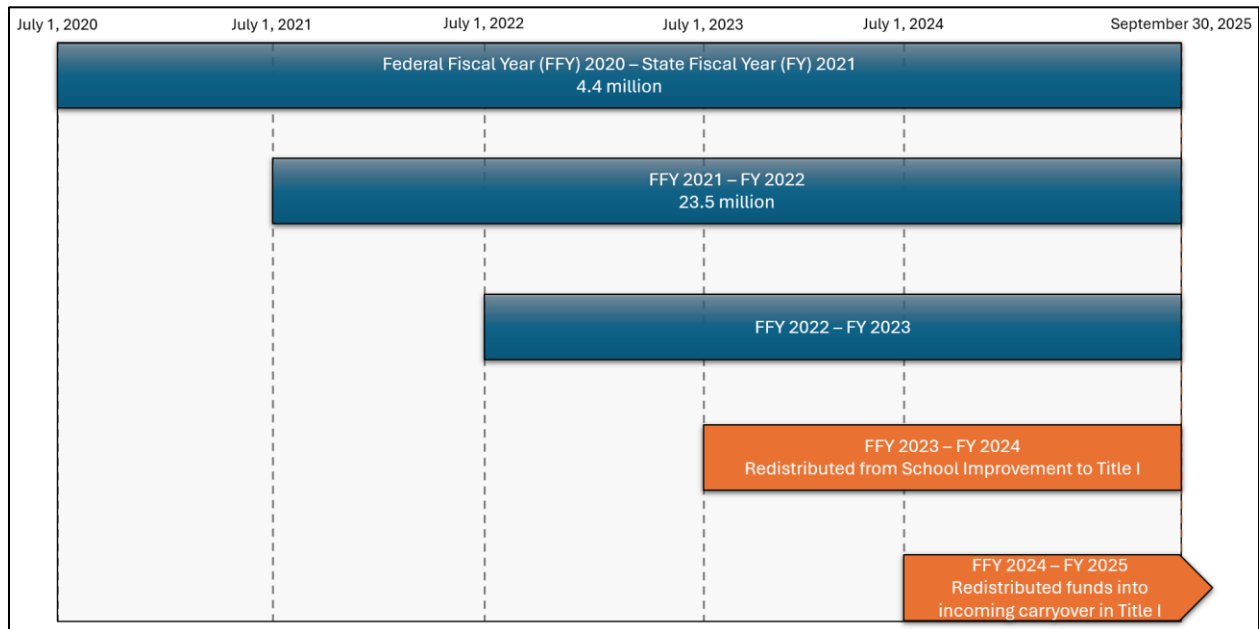 July 1, 2020
July 1, 2021
July 1, 2022
July 1, 2023
July 1, 2024
September 30, 2025
Federal Fiscal Year (FFY) 2020 – State Fiscal Year (FY) 2021
4.4 million
FFY 2021 – FY 2022
23.5 million
FFY 2022 – FY 2023
FFY 2023 – FY 2024
Redistributed from School Improvement to Title I
FFY 2024 – FY 2025
Redistributed funds into
incoming carryover in Title I